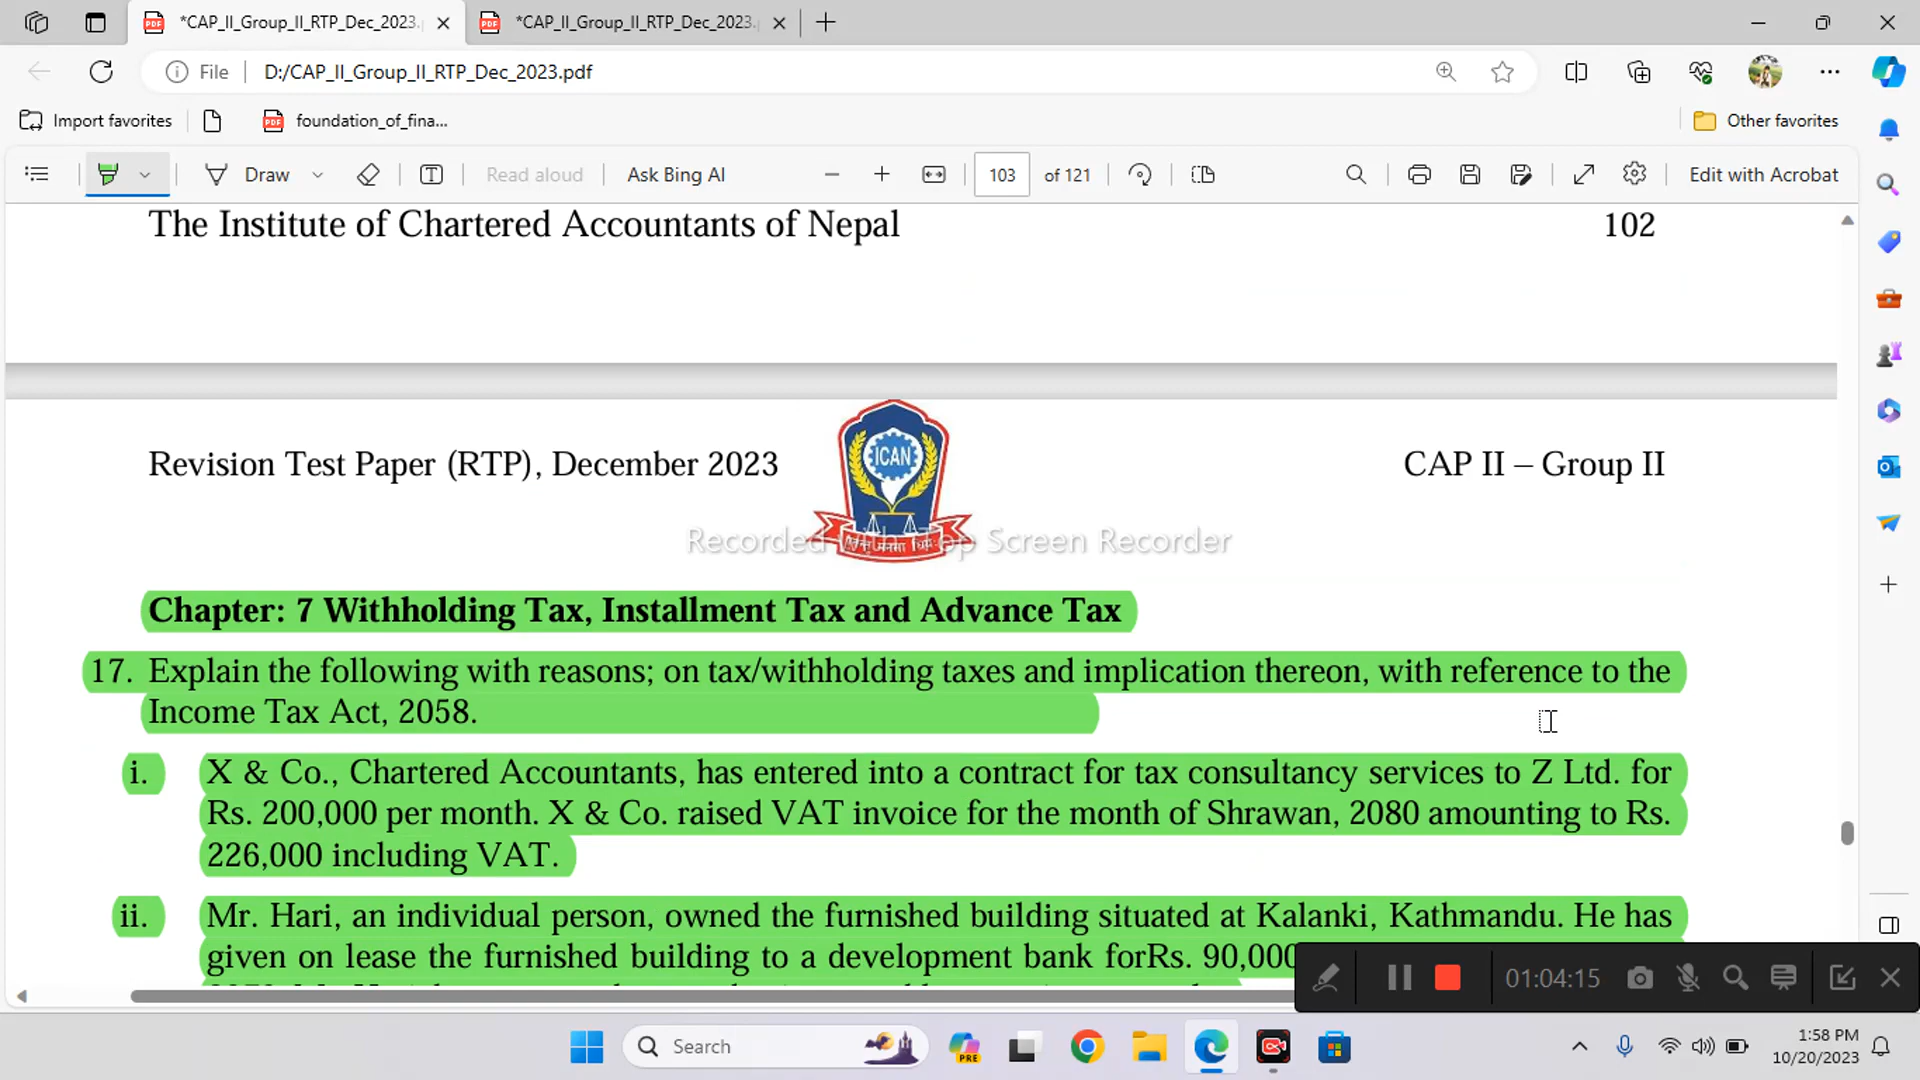 *CAP_II_Group_II_RTP_Dec_2023.
*CAP_II_Group_II_RTP_Dec_2023.
File
D:/CAP_II_Group_II_RTP_Dec_2023.pdf
Import favorites
foundation_of_fina...
Other favorites
Draw
Read aloud
Ask Bing AI
103
of 121
Edit with Acrobat
The Institute of Chartered Accountants of Nepal 102
Revision Test Paper (RTP), December 2023
ICAN
CAP II – Group II
Recorded with Top Screen Recorder
Chapter: 7 Withholding Tax, Installment Tax and Advance Tax
17. Explain the following with reasons; on tax/withholding taxes and implication thereon, with reference to the
Income Tax Act, 2058.
i. X & Co., Chartered Accountants, has entered into a contract for tax consultancy services to Z Ltd. for
Rs. 200,000 per month. X & Co. raised VAT invoice for the month of Shrawan, 2080 amounting to Rs.
226,000 including VAT.
ii. Mr. Hari, an individual person, owned the furnished building situated at Kalanki, Kathmandu. He has
given on lease the furnished building to a development bank forRs. 90,000
01:04:15
Search
PRE
1:58 PM
10/20/2023